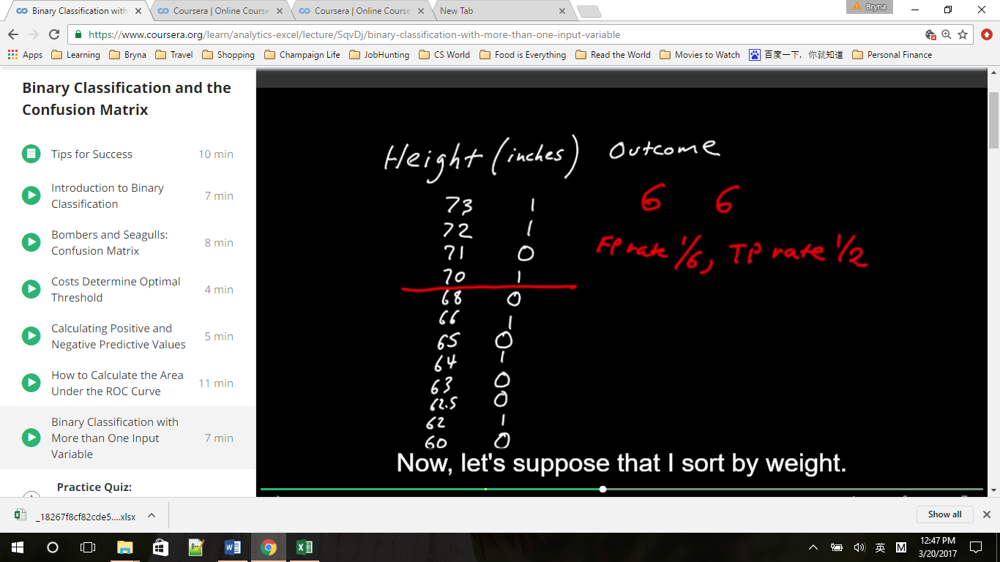 Binary Classification with
Coursera | Online Course
Coursera | Online Course
New Tab
Bryna
https://www.coursera.org/learn/analytics-excel/lecture/SqvDj/binary-classification-with-more-than-one-input-variable
Apps Learning Bryna Travel Shopping Champaign Life JobHunting CS World Food is Everything Read the World Movies to Watch 百度一下，你就知道 Personal Finance
Binary Classification and the
Confusion Matrix
Tips for Success 10 min
Introduction to Binary
Classification 7 min
Bombers and Seagulls:
Confusion Matrix 8 min
Costs Determine Optimal
Threshold 4 min
Calculating Positive and
Negative Predictive Values 5 min
How to Calculate the Area
Under the ROC Curve 11 min
Binary Classification with
More than One Input 7 min
Variable
Practice Quiz:
Height (inches) Outcome
73 1 6 6
72 1
71 0 FP rate 1/6, TP rate 1/2
70 1
68 0
66 1
65 0
64 1
63 0
62.5 0
62 1
60 0
Now, let's suppose that I sort by weight.
_18267f8cf82cde5....xlsx
Show all
英 M
12:47 PM
3/20/2017